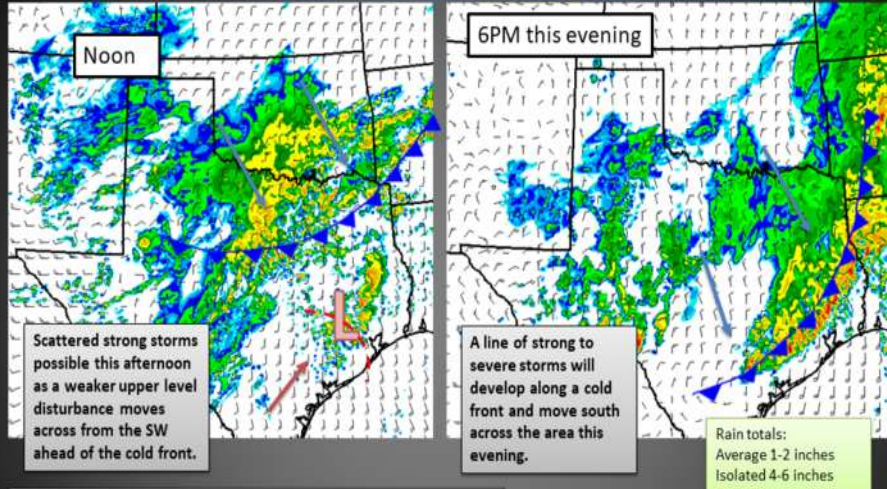 Noon
6PM this evening
L
Scattered strong storms
possible this afternoon
as a weaker upper level
disturbance moves
across from the SW
ahead of the cold front.
A line of strong to
severe storms will
develop along a cold
front and move south
across the area this
evening.
Rain totals:
Average 1-2 inches
Isolated 4-6 inches